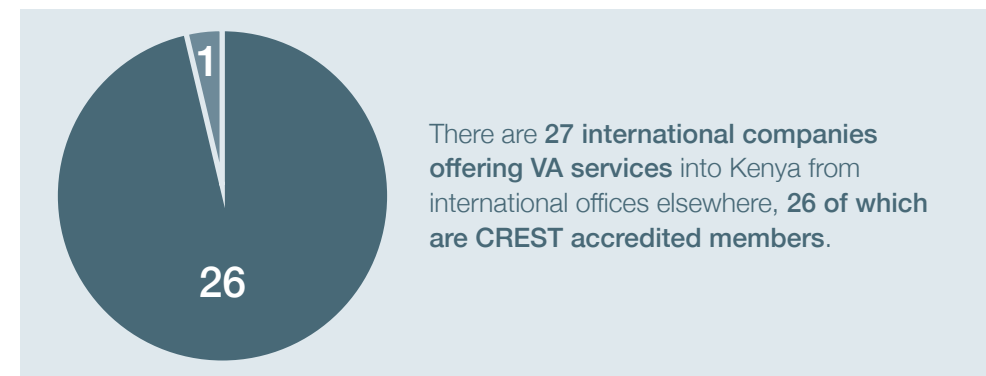 1
26
There are 27 international companies
offering VA services into Kenya from
international offices elsewhere, 26 of which
are CREST accredited members.